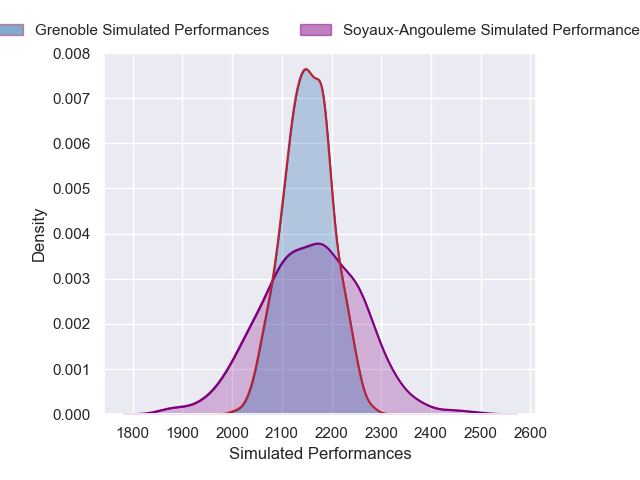 Grenoble Simulated Performances Soyaux-Angouleme Simulated Performance
0.008
0.007
0.006
0.005
0.004
0.003
0.002
0.001
0.000
Density
1800 1900 2000 2100 2200 2300 2400 2500 2600
Simulated Performances